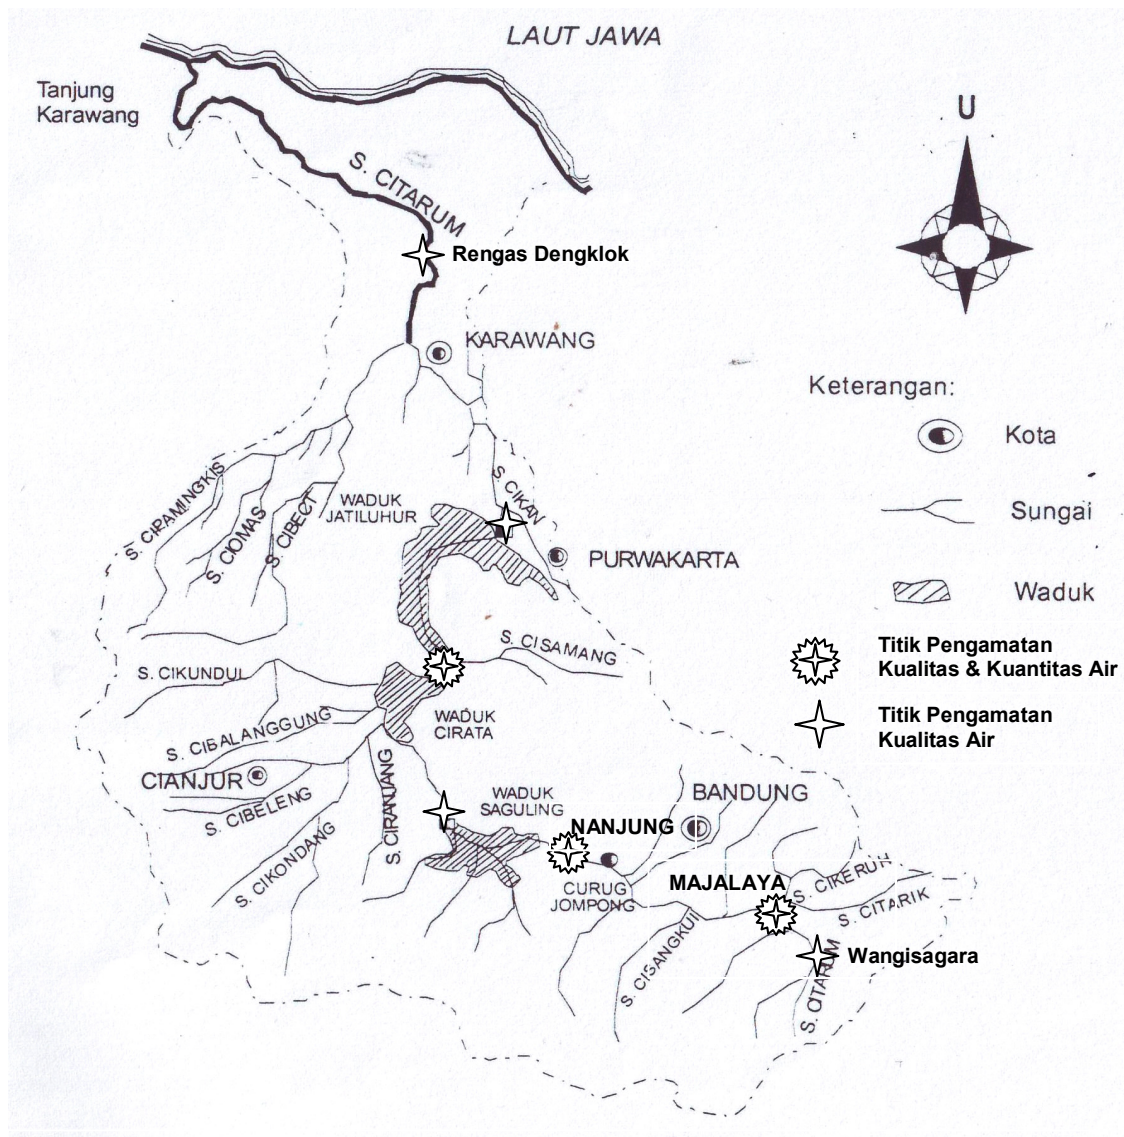 LAUT JAWA
Tanjung
Karawang
U
S. CITARUM
Rengas Dengklok
KARAWANG
Keterangan:
Kota
Sungai
Waduk
Titik Pengamatan
Kualitas & Kuantitas Air
Titik Pengamatan
Kualitas Air
S. CIPAMINGKIS
S. CIOMAS
S. CIBECT
WADUK
JATILUHUR
S. CIKAN
PURWAKARTA
S. CISAMANG
S. CIKUNDUL
S. CIBALANGGUNG
WADUK
CIRATA
CIANJUR
S. CIBELENG
S. CIKONDANG
S. CIRANJANG
WADUK
SAGULING
NANJUNG
BANDUNG
CURUG
JOMPONG
MAJALAYA
S. CIKERUH
S. CITARIK
S. CISANGKUI
Wangisagara
S. CITARUM